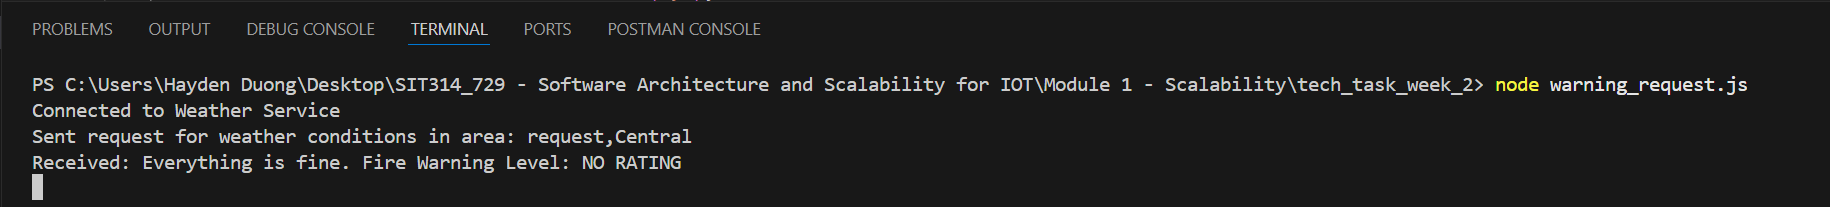 PROBLEMS OUTPUT DEBUG CONSOLE TERMINAL PORTS POSTMAN CONSOLE
PS C:\Users\Hayden Duong\Desktop\SIT314_729 - Software Architecture and Scalability for IOT\Module 1 - Scalability\tech_task_week_2> node warning_request.js
Connected to Weather Service
Sent request for weather conditions in area: request,Central
Received: Everything is fine. Fire Warning Level: NO RATING